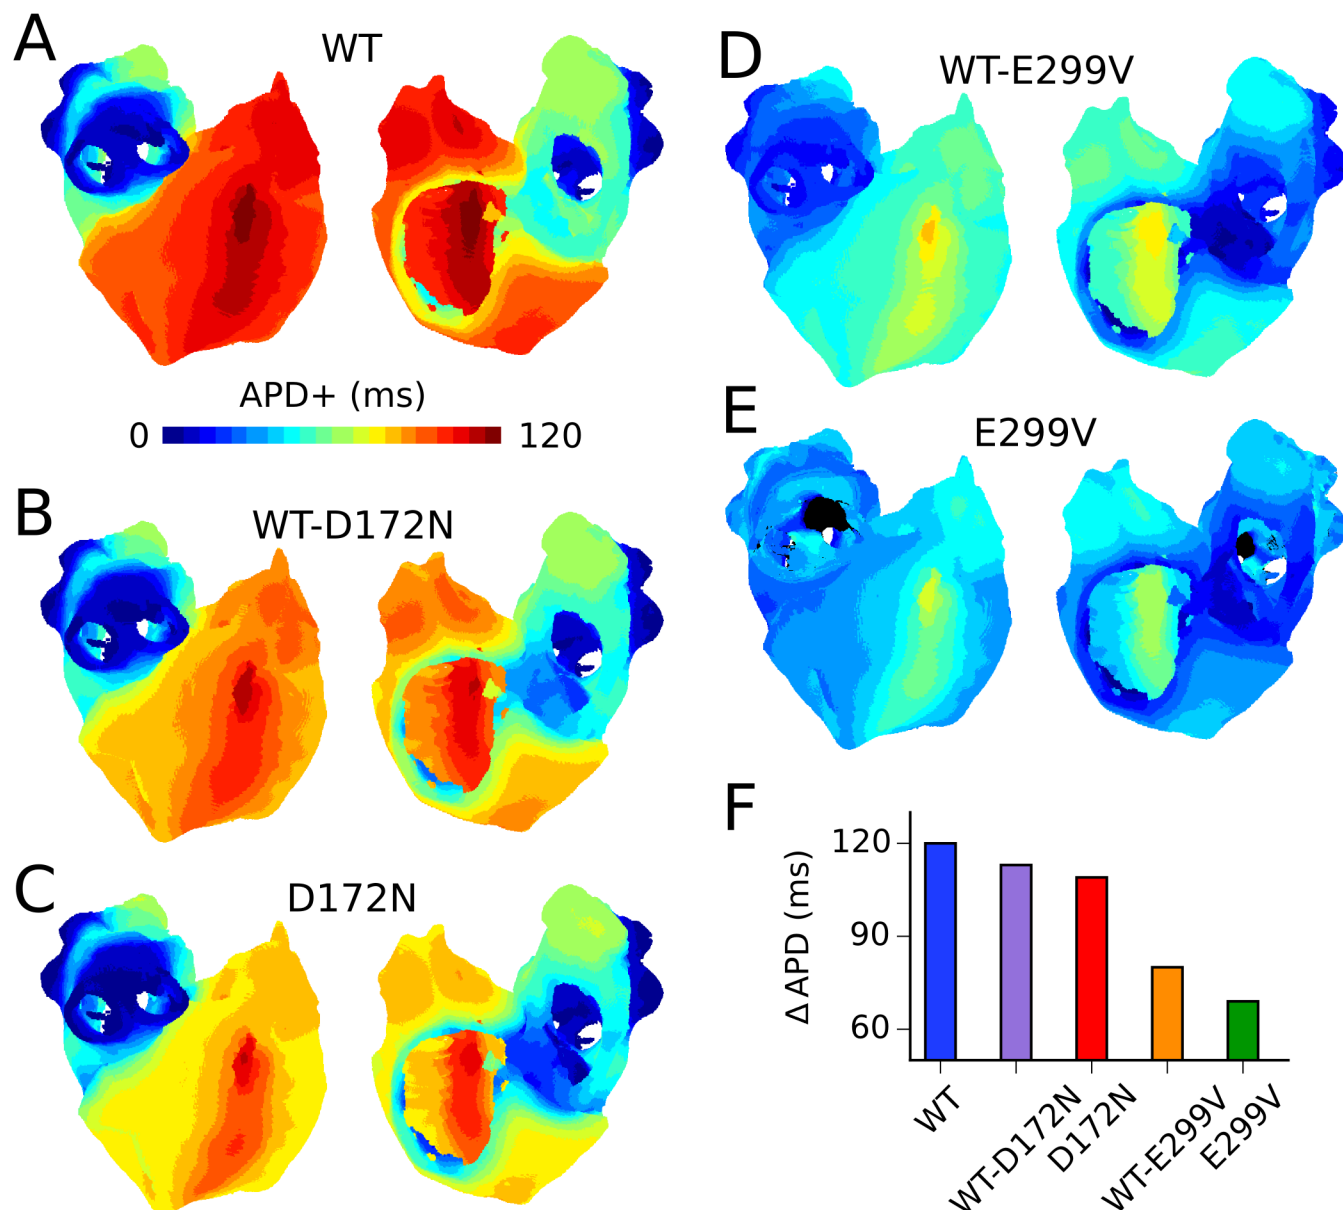 A
WT
APD+ (ms)
0
120
B
WT-D172N
C
D172N
D
WT-E299V
E
E299V
F
Δ APD (ms)
120
90
60
WT
WT-D172N
D172N
WT-E299V
E299V